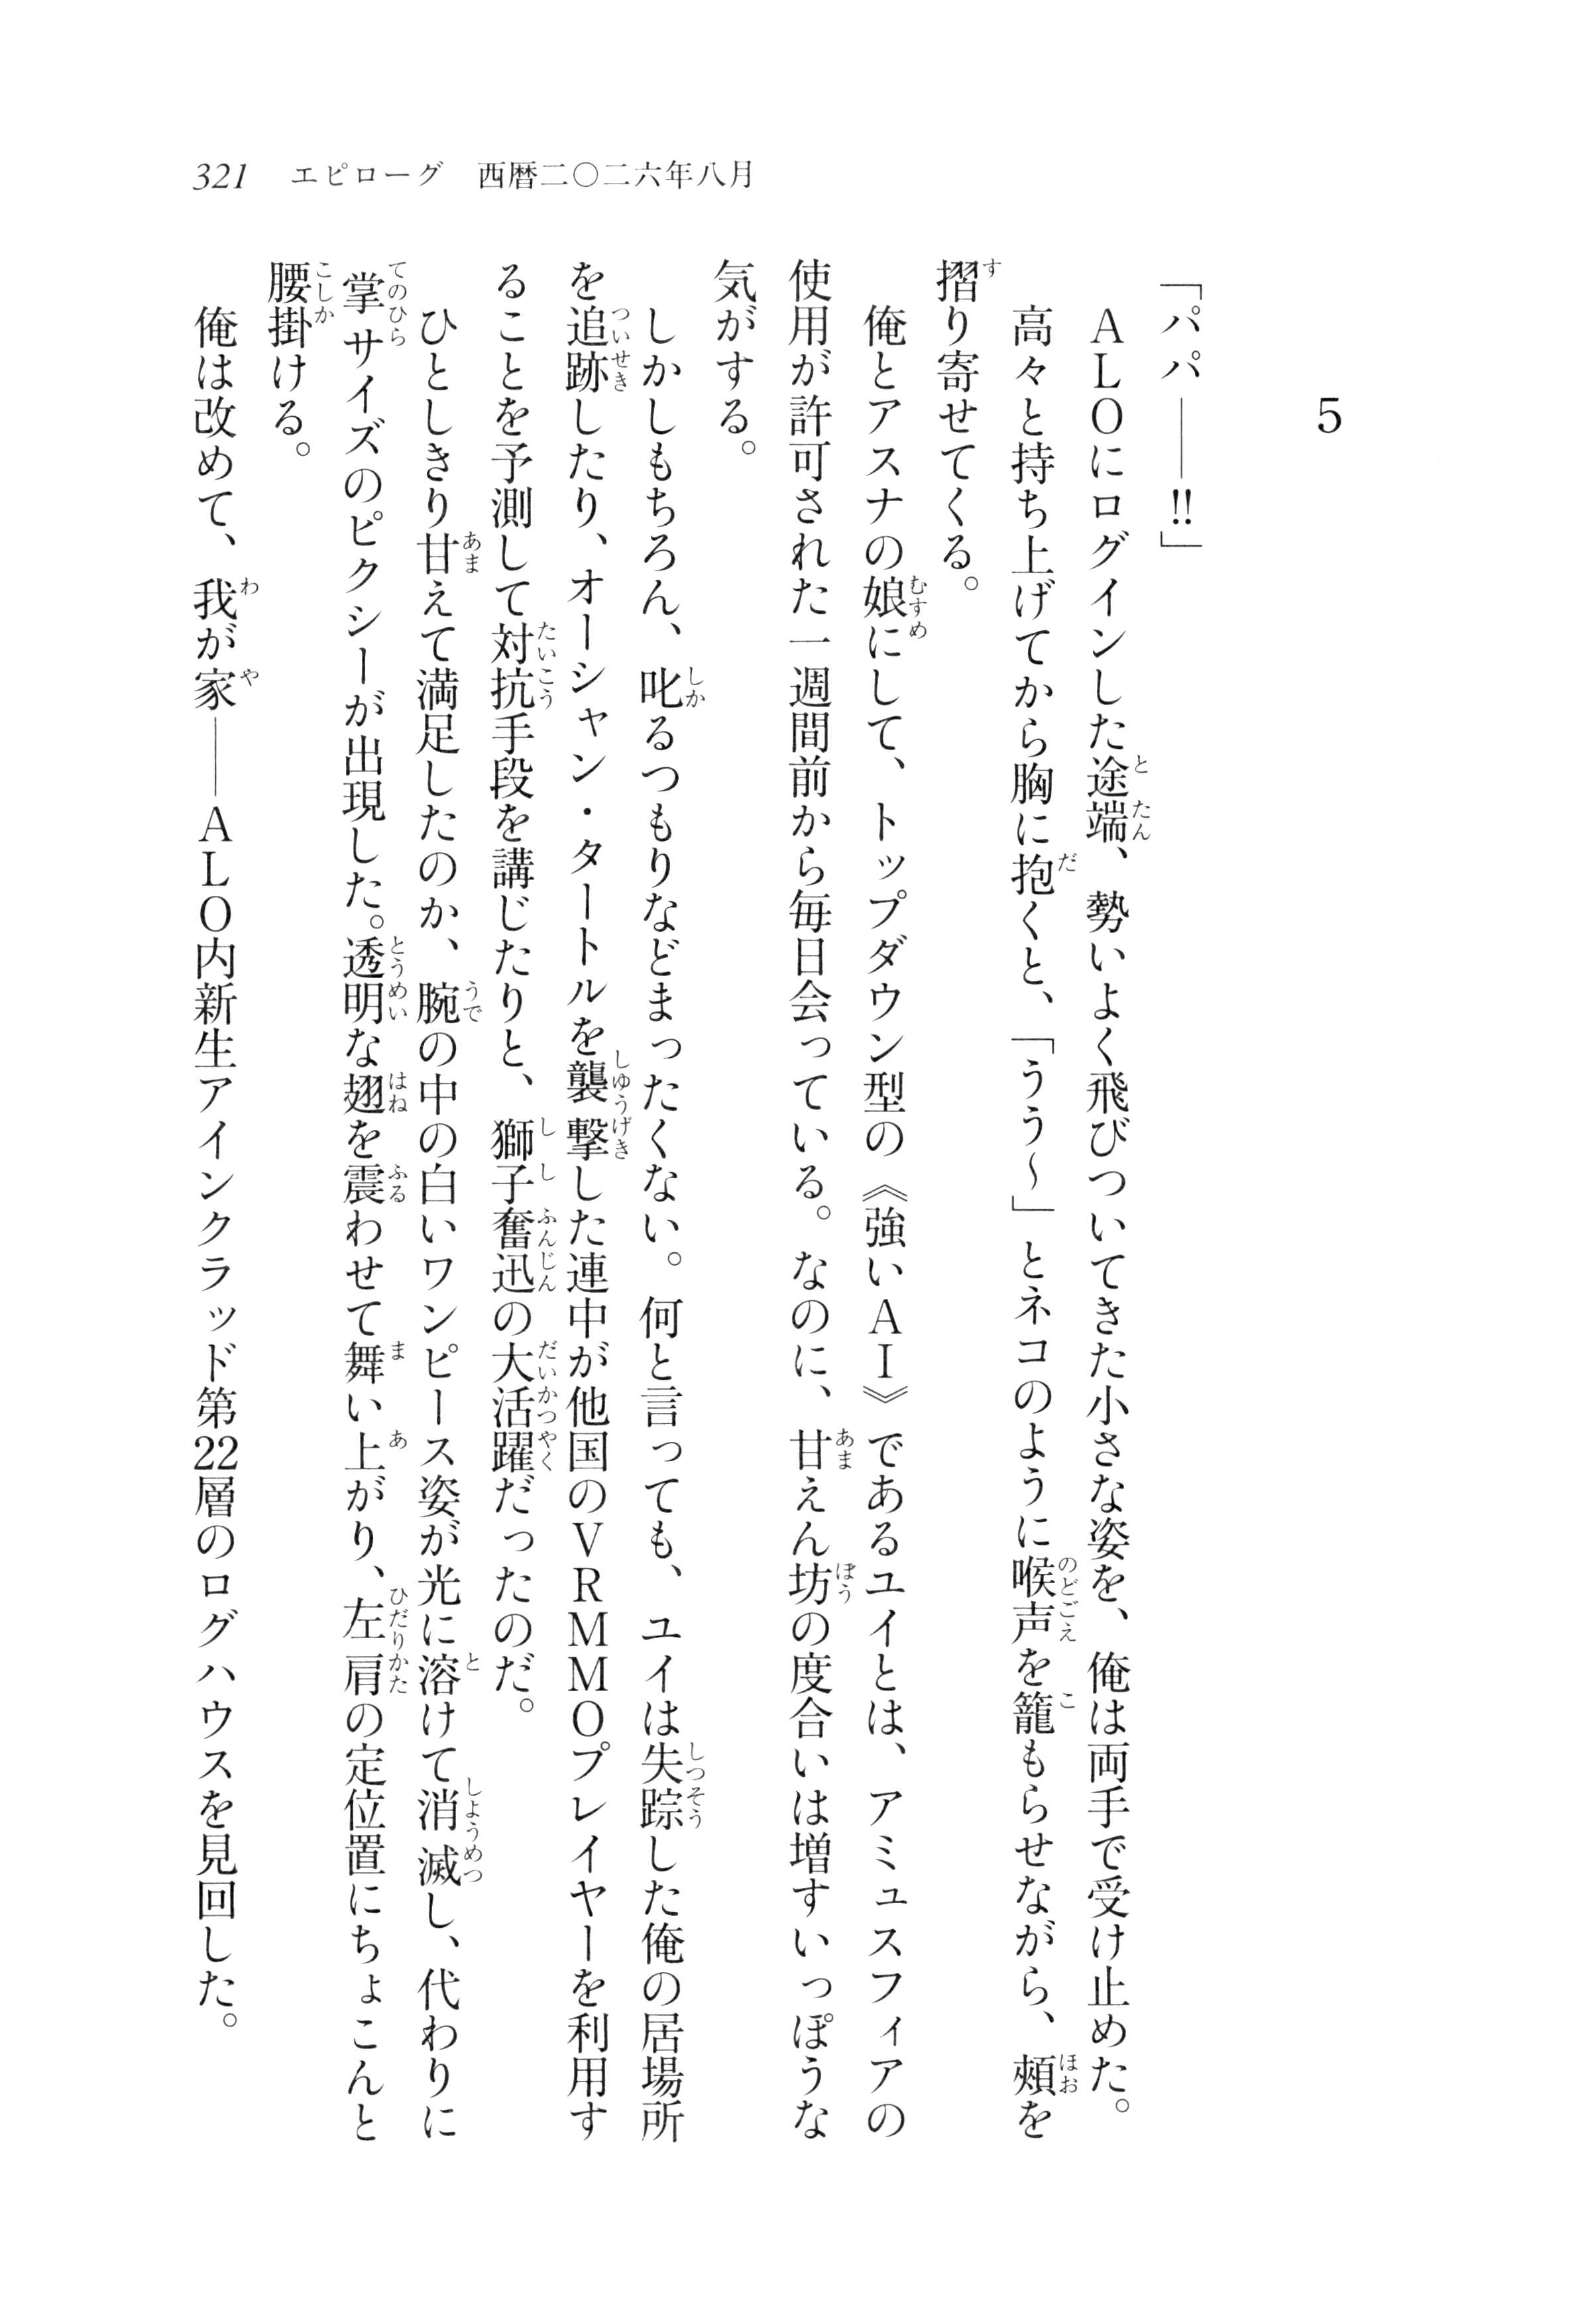 321 エピローグ 西暦二〇二六年八月
5
「パパ――!!」
ALOにログインした途端、勢いよく飛びついてきた小さな姿を、俺は両手で受け止めた。
高々と持ち上げてから胸に抱くと、「うう～」とネコのように喉声を籠もらせながら、頰を
摺り寄せてくる。
俺とアスナの娘にして、トップダウン型の《強いAI》であるユイとは、アミュスフィアの
使用が許可された一週間前から毎日会っている。なのに、甘えん坊の度合いは増すいっぽうな
気がする。
しかしもちろん、叱るつもりなどまったくない。何と言っても、ユイは失踪した俺の居場所
を追跡したり、オーシャン・タートルを襲撃した連中が他国のVRMMOプレイヤーを利用す
ることを予測して対抗手段を講じたりと、獅子奮迅の大活躍だったのだ。
ひとしきり甘えて満足したのか、腕の中の白いワンピース姿が光に溶けて消滅し、代わりに
掌サイズのピクシーが出現した。透明な翅を震わせて舞い上がり、左肩の定位置にちょこんと
腰掛ける。
俺は改めて、我が家――ALO内新生アインクラッド第22層のログハウスを見回した。